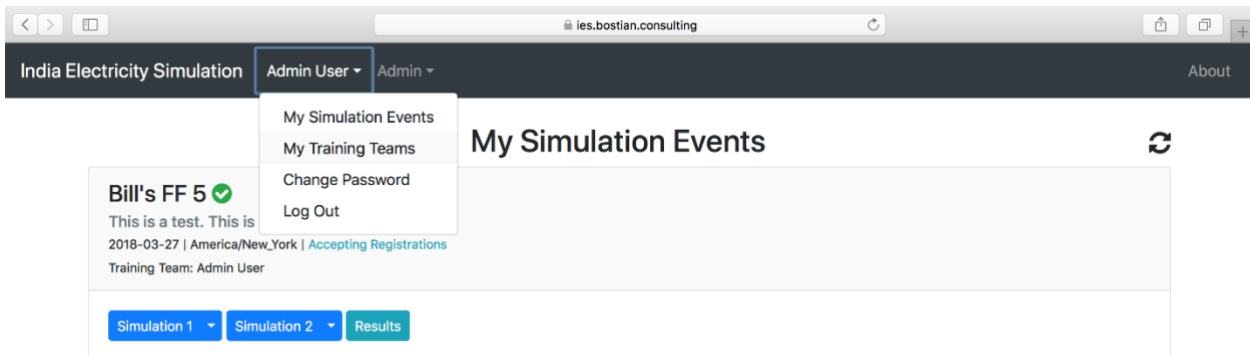 ies.bostian.consulting
India Electricity Simulation Admin User Admin About
My Simulation Events
My Training Teams
Change Password
Log Out
My Simulation Events
Bill's FF 5
This is a test. This is
2018-03-27 | America/New_York | Accepting Registrations
Training Team: Admin User
Simulation 1 Simulation 2 Results